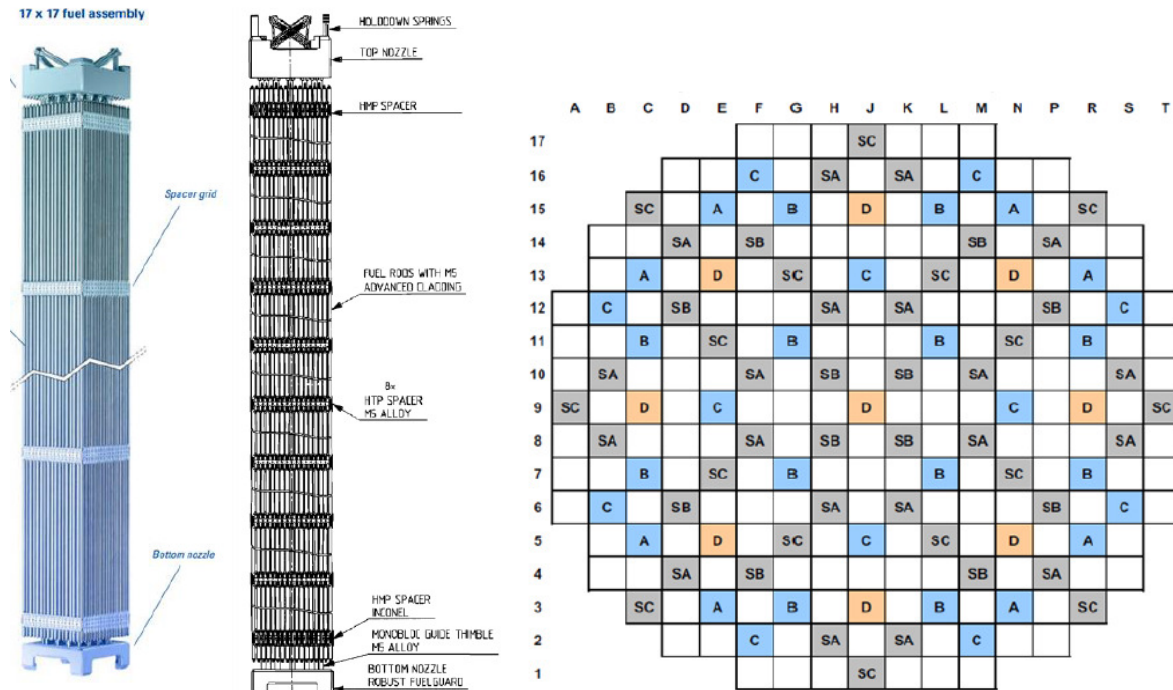 17 x 17 fuel assembly
Spacer grid
Bottom nozzle
HOLDDOWN SPRINGS
TOP NOZZLE
HMP SPACER
FUEL RODS WITH M5
ADVANCED CLADDING
8x
HTP SPACER
M5 ALLOY
HMP SPACER
INCONEL
MONOBLOC GUIDE THIMBLE
M5 ALLOY
BOTTOM NOZZLE
ROBUST FUELGUARD
A B C D E F G H J K L M N P R S T
17 SC
16 C SA SA C
15 SC A B D B A SC
14 SA SB SB SA
13 A D SC C SC D A
12 C SB SA SA SB C
11 B SC B B SC B
10 SA SA SB SB SA SA
9 SC D C D C D SC
8 SA SA SB SB SA SA
7 B SC B B SC B
6 C SB SA SA SB C
5 A D SC C SC D A
4 SA SB SB SA
3 SC A B D B A SC
2 C SA SA C
1 SC